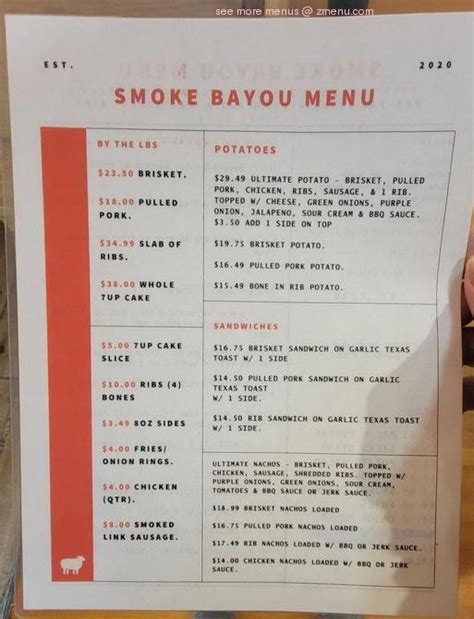 see more menus @ zmenu.com
EST.
2020
SMOKE BAYOU MENU
BY THE LBS
$23.50 BRISKET.
$18.00 PULLED
PORK.
$34.99 SLAB OF
RIBS.
$38.00 WHOLE
7UP CAKE
$5.00 7UP CAKE
SLICE
$10.00 RIBS (4)
BONES
$3.49 8OZ SIDES
$4.00 FRIES/
ONION RINGS.
$4.00 CHICKEN
(QTR).
$8.00 SMOKED
LINK SAUSAGE.
POTATOES
$29.49 ULTIMATE POTATO - BRISKET, PULLED
PORK, CHICKEN, RIBS, SAUSAGE, & 1 RIB.
TOPPED W/ CHEESE, GREEN ONIONS, PURPLE
ONION, JALAPENO, SOUR CREAM & BBQ SAUCE.
$3.50 ADD 1 SIDE ON TOP
$19.75 BRISKET POTATO.
$16.49 PULLED PORK POTATO.
$15.49 BONE IN RIB POTATO.
SANDWICHES
$16.75 BRISKET SANDWICH ON GARLIC TEXAS
TOAST W/ 1 SIDE
$14.50 PULLED PORK SANDWICH ON GARLIC
TEXAS TOAST
W/ 1 SIDE.
$14.50 RIB SANDWICH ON GARLIC TEXAS TOAST
W/ 1 SIDE.
ULTIMATE NACHOS - BRISKET, PULLED PORK,
CHICKEN, SAUSAGE, SHREDDED RIBS. TOPPED W/
PURPLE ONIONS, GREEN ONIONS, SOUR CREAM,
TOMATOES & BBQ SAUCE OR JERK SAUCE.
$18.99 BRISKET NACHOS LOADED
$16.75 PULLED PORK NACHOS LOADED
$17.49 RIB NACHOS LOADED W/ BBQ OR JERK SAUCE.
$14.00 CHICKEN NACHOS LOADED W/ BBQ OR JERK
SAUCE.